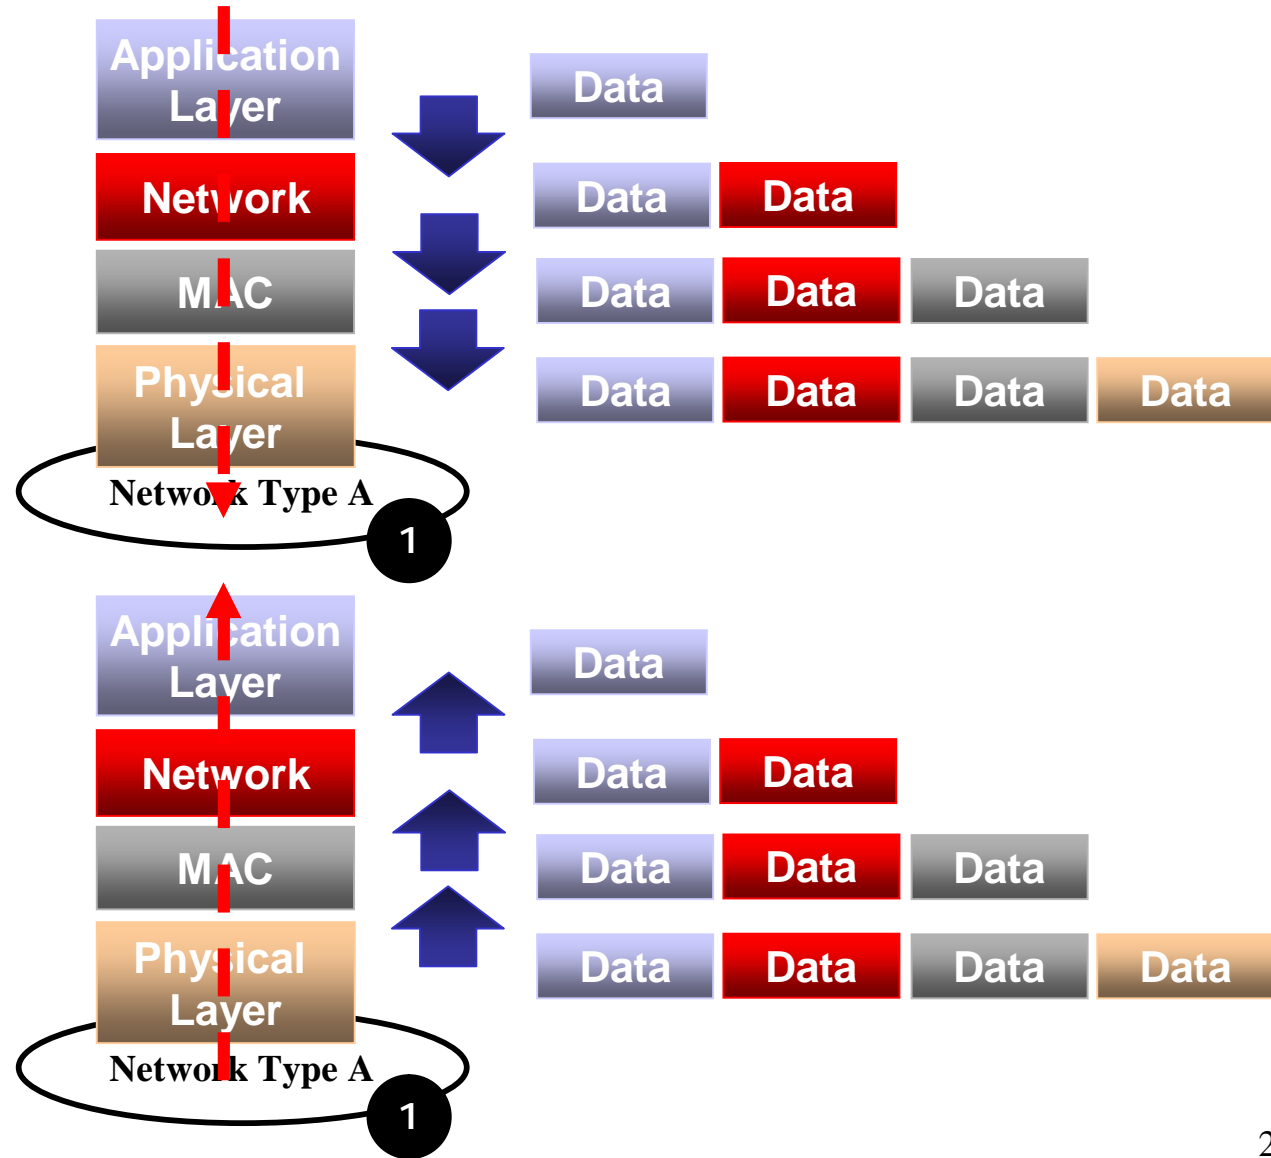 Application
Layer
Data
Network
Data Data
MAC
Data Data Data
Physical
Layer
Data Data Data Data
Network Type A
1
Application
Layer
Data
Network
Data Data
MAC
Data Data Data
Physical
Layer
Data Data Data Data
Network Type A
1
2